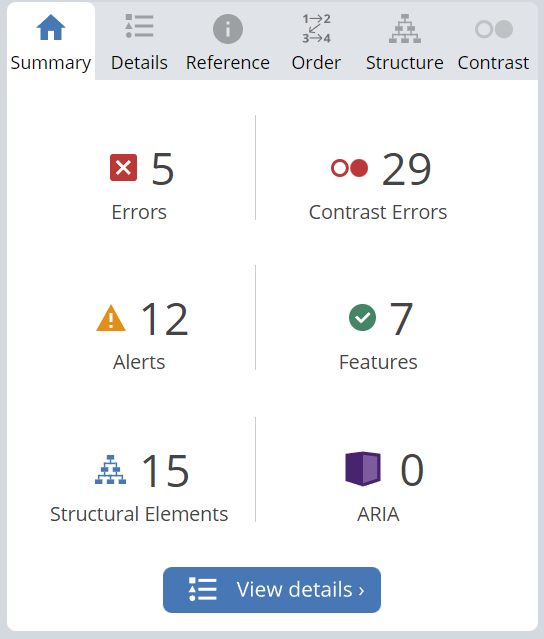 1 2
3 4
Summary Details Reference Order Structure Contrast
5 29
Errors Contrast Errors
12 7
Alerts Features
15 0
Structural Elements ARIA
View details ›